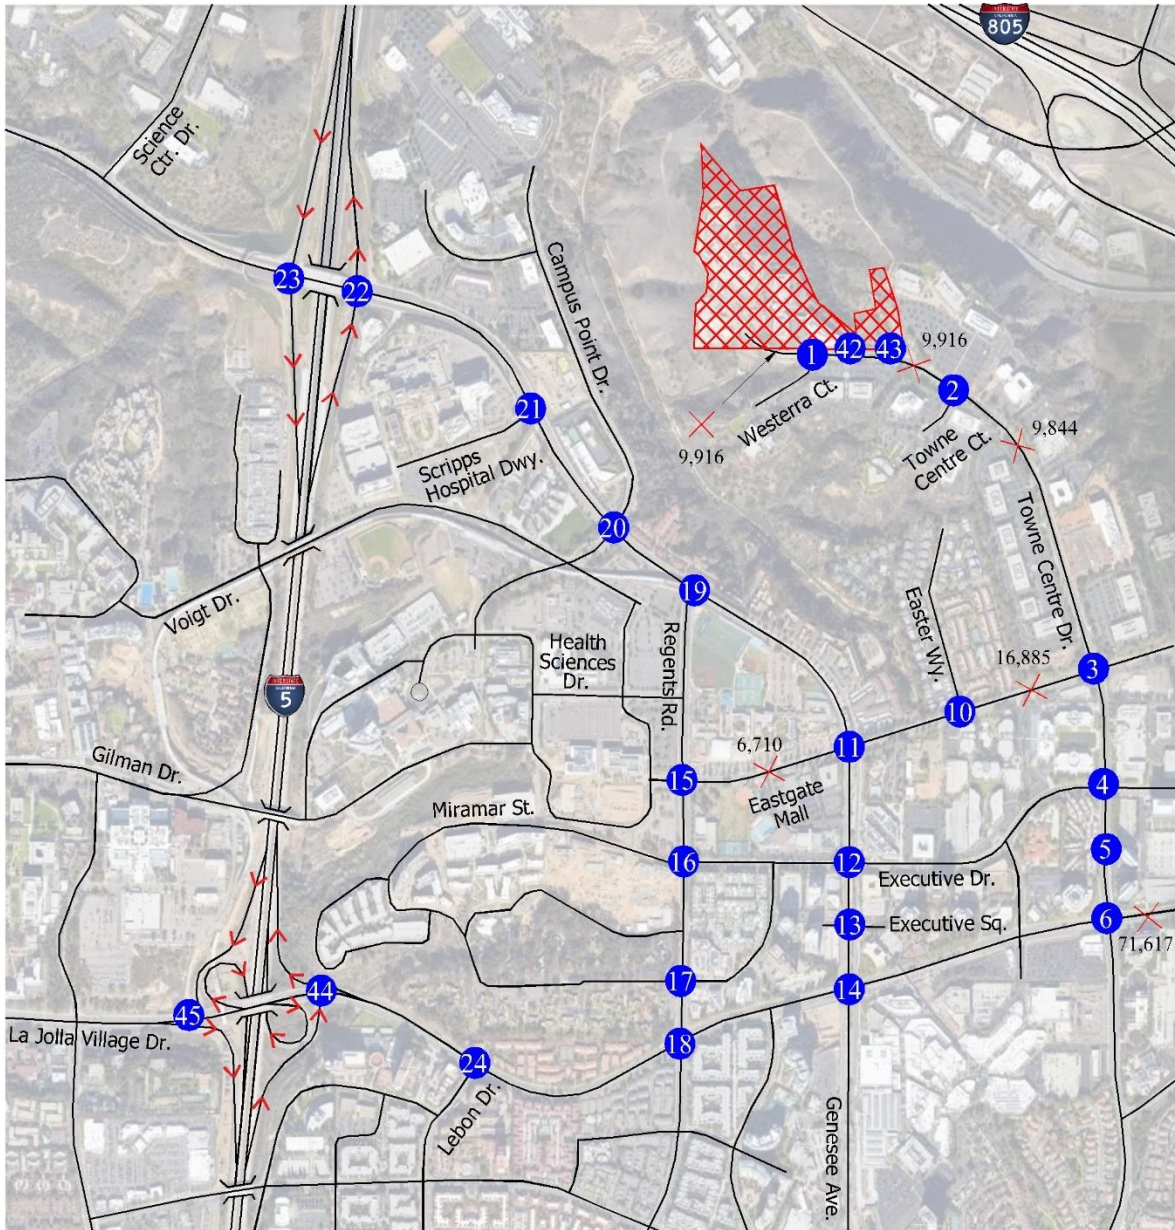 INTERSTATE
CALIFORNIA
805
Science
Ctr. Dr.
23
22
Campus Point Dr.
1
42
43
9,916
2
Westerra Ct.
9,916
Towne
Centre Ct.
9,844
21
Scripps
Hospital Dwy.
20
Towne Centre Dr.
19
Voigt Dr.
Regents Rd.
Health
Sciences
Dr.
Easter Wy.
16,885
3
5
10
11
6,710
15
Eastgate
Mall
4
Gilman Dr.
Miramar St.
16
12
5
Executive Dr.
13
Executive Sq.
6
71,617
17
14
44
45
La Jolla Village Dr.
18
24
Lebon Dr.
Genesee Ave.